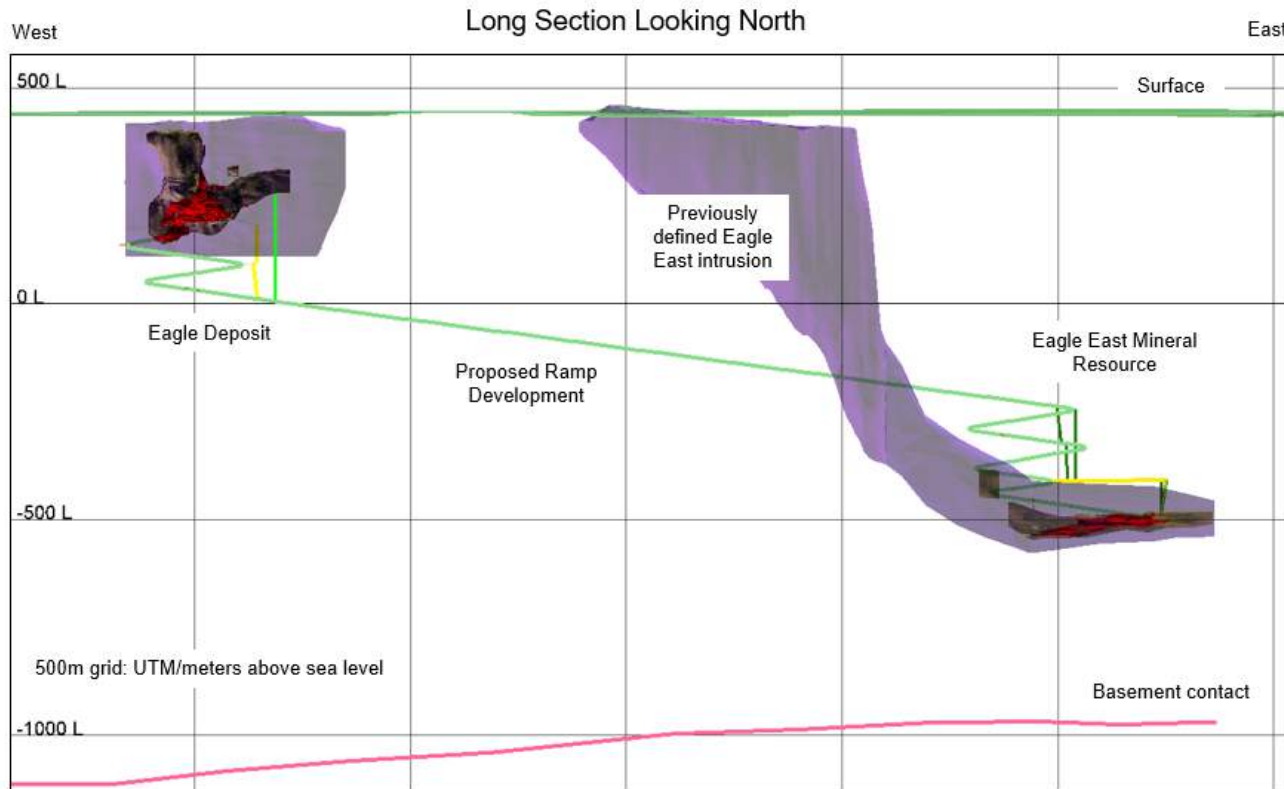 Long Section Looking North
West
East
500 L
Surface
Previously
defined Eagle
East intrusion
0 L
Eagle Deposit
Eagle East Mineral
Resource
Proposed Ramp
Development
-500 L
500m grid: UTM/meters above sea level
Basement contact
-1000 L